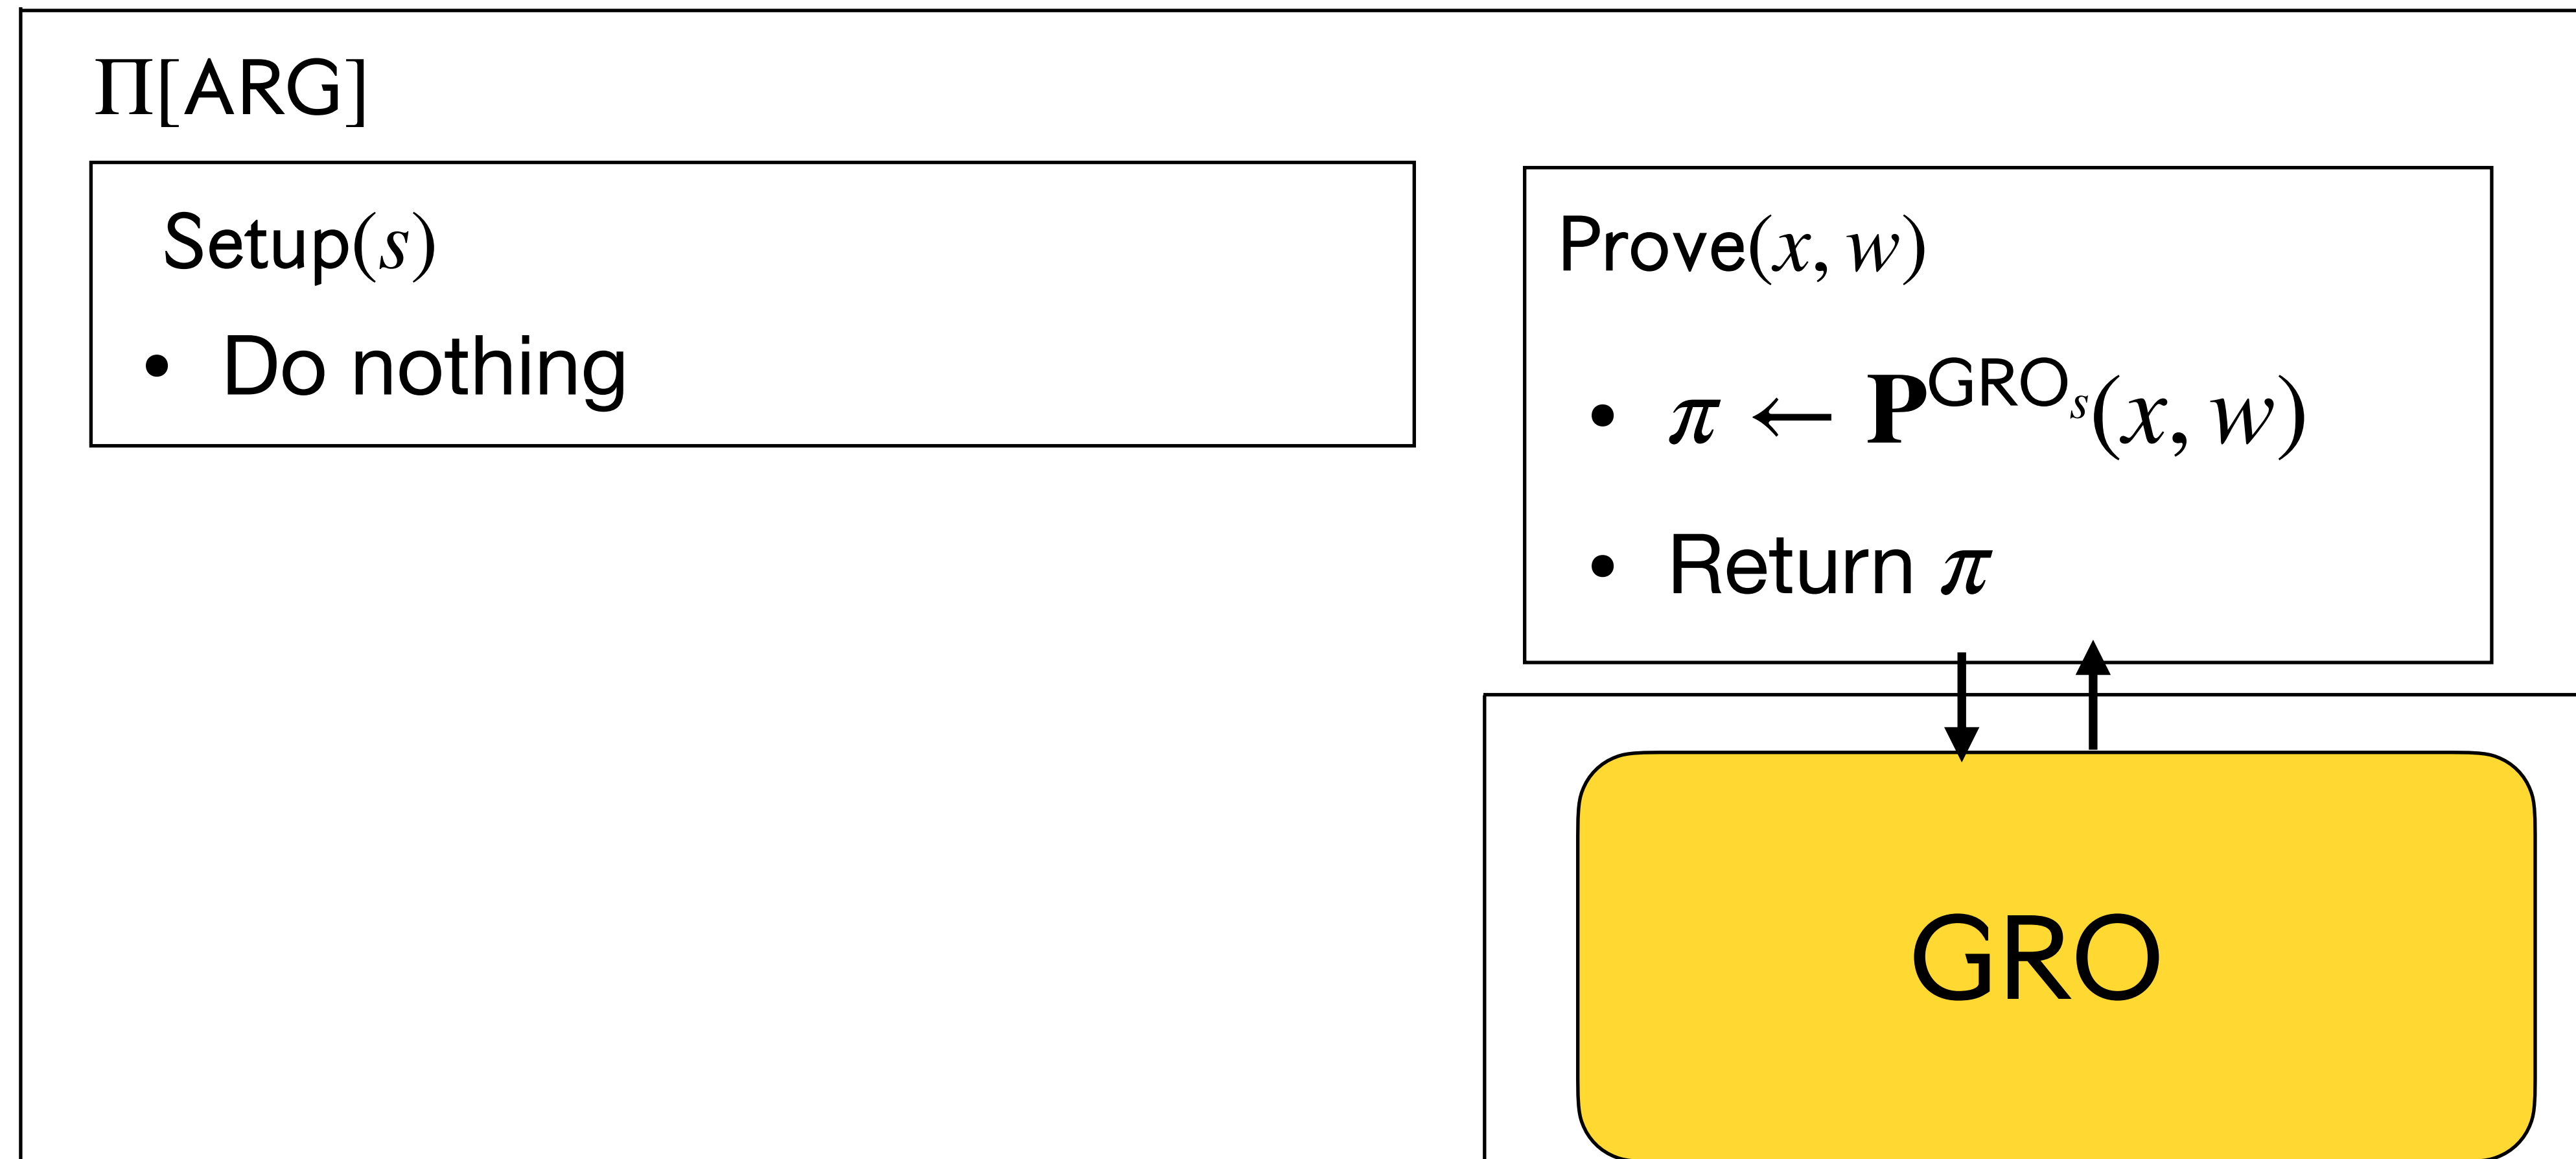 Π[ARG]
Setup(s)
• Do nothing
Prove(x, w)
• π ← P^{GRO_s}(x, w)
• Return π
GRO